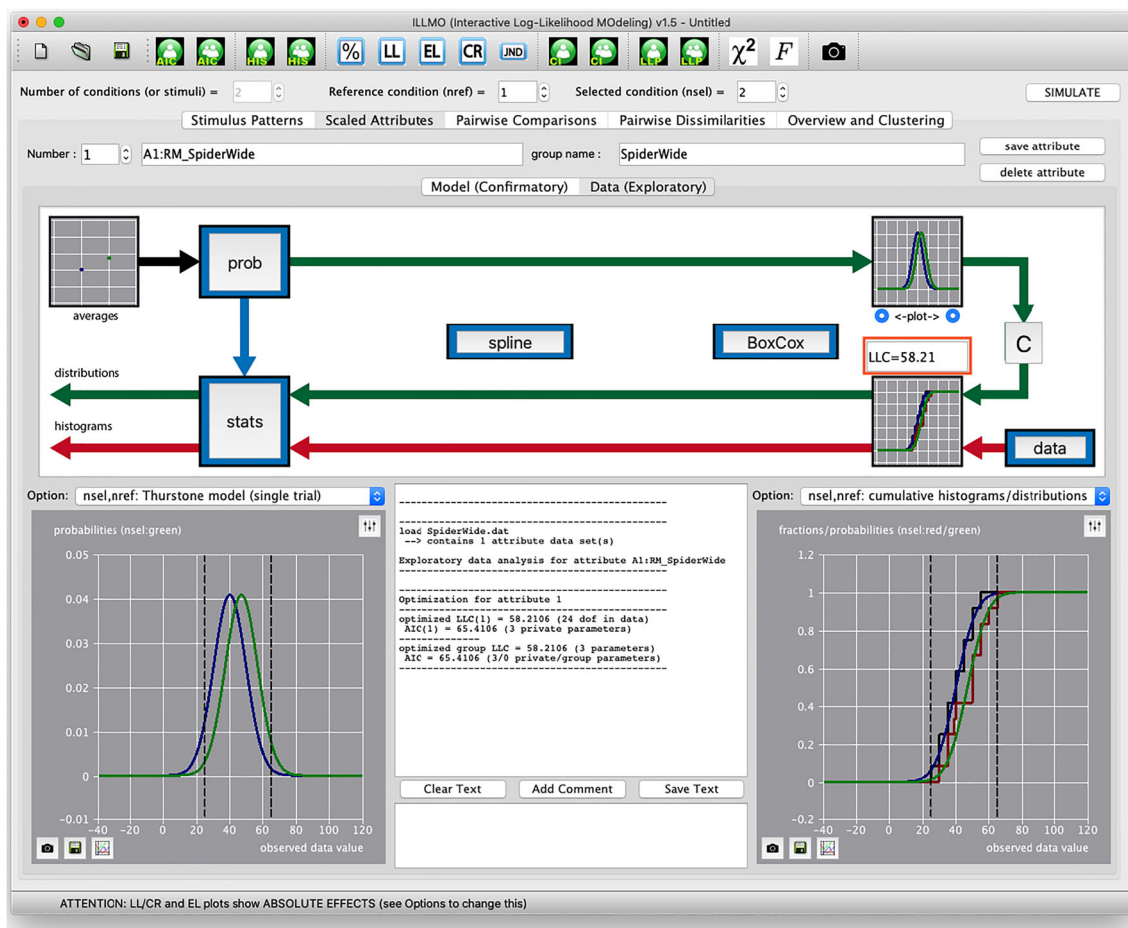 ILLMO (Interactive Log-Likelihood MOdeling) v1.5 - Untitled
AIC AIC HIS HIS % LL EL CR JND CI CI LLP LLP χ² F
Number of conditions (or stimuli) = 2 Reference condition (nref) = 1 Selected condition (nsel) = 2 SIMULATE
Stimulus Patterns Scaled Attributes Pairwise Comparisons Pairwise Dissimilarities Overview and Clustering
Number : 1 A1:RM_SpiderWide group name : SpiderWide save attribute
delete attribute
Model (Confirmatory) Data (Exploratory)
prob
averages
<-plot->
spline BoxCox C
LLC=58.21
distributions
stats
histograms
data
Option: nsel,nref: Thurstone model (single trial)
probabilities (nsel:green)
0.05
0.04
0.03
0.02
0.01
0
-0.01
-40 -20 0 20 40 60 80 100 120
observed data value
--------------------------------------------
--------------------------------------------
load SpiderWide.dat
--> contains 1 attribute data set(s)
Exploratory data analysis for attribute A1:RM_SpiderWide
--------------------------------------------
--------------------------------------------
Optimization for attribute 1
--------------------------------------------
optimized LLC(1) = 58.2106 (24 dof in data)
AIC(1) = 65.4106 (3 private parameters)
--------------
optimized group LLC = 58.2106 (3 parameters)
AIC = 65.4106 (3/0 private/group parameters)
--------------------------------------------
Clear Text Add Comment Save Text
Option: nsel,nref: cumulative histograms/distributions
fractions/probabilities (nsel:red/green)
1.2
1
0.8
0.6
0.4
0.2
0
-0.2
-40 -20 0 20 40 60 80 100 120
observed data value
ATTENTION: LL/CR and EL plots show ABSOLUTE EFFECTS (see Options to change this)